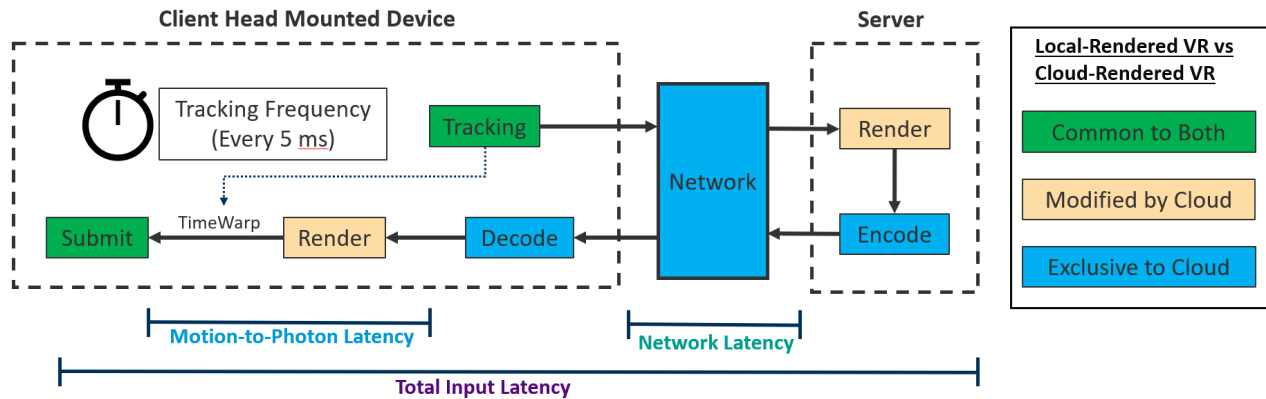 Client Head Mounted Device
Server
Tracking Frequency
(Every 5 ms)
Tracking
Network
Render
Encode
Submit
TimeWarp
Render
Decode
Motion-to-Photon Latency
Network Latency
Total Input Latency
Local-Rendered VR vs
Cloud-Rendered VR
Common to Both
Modified by Cloud
Exclusive to Cloud